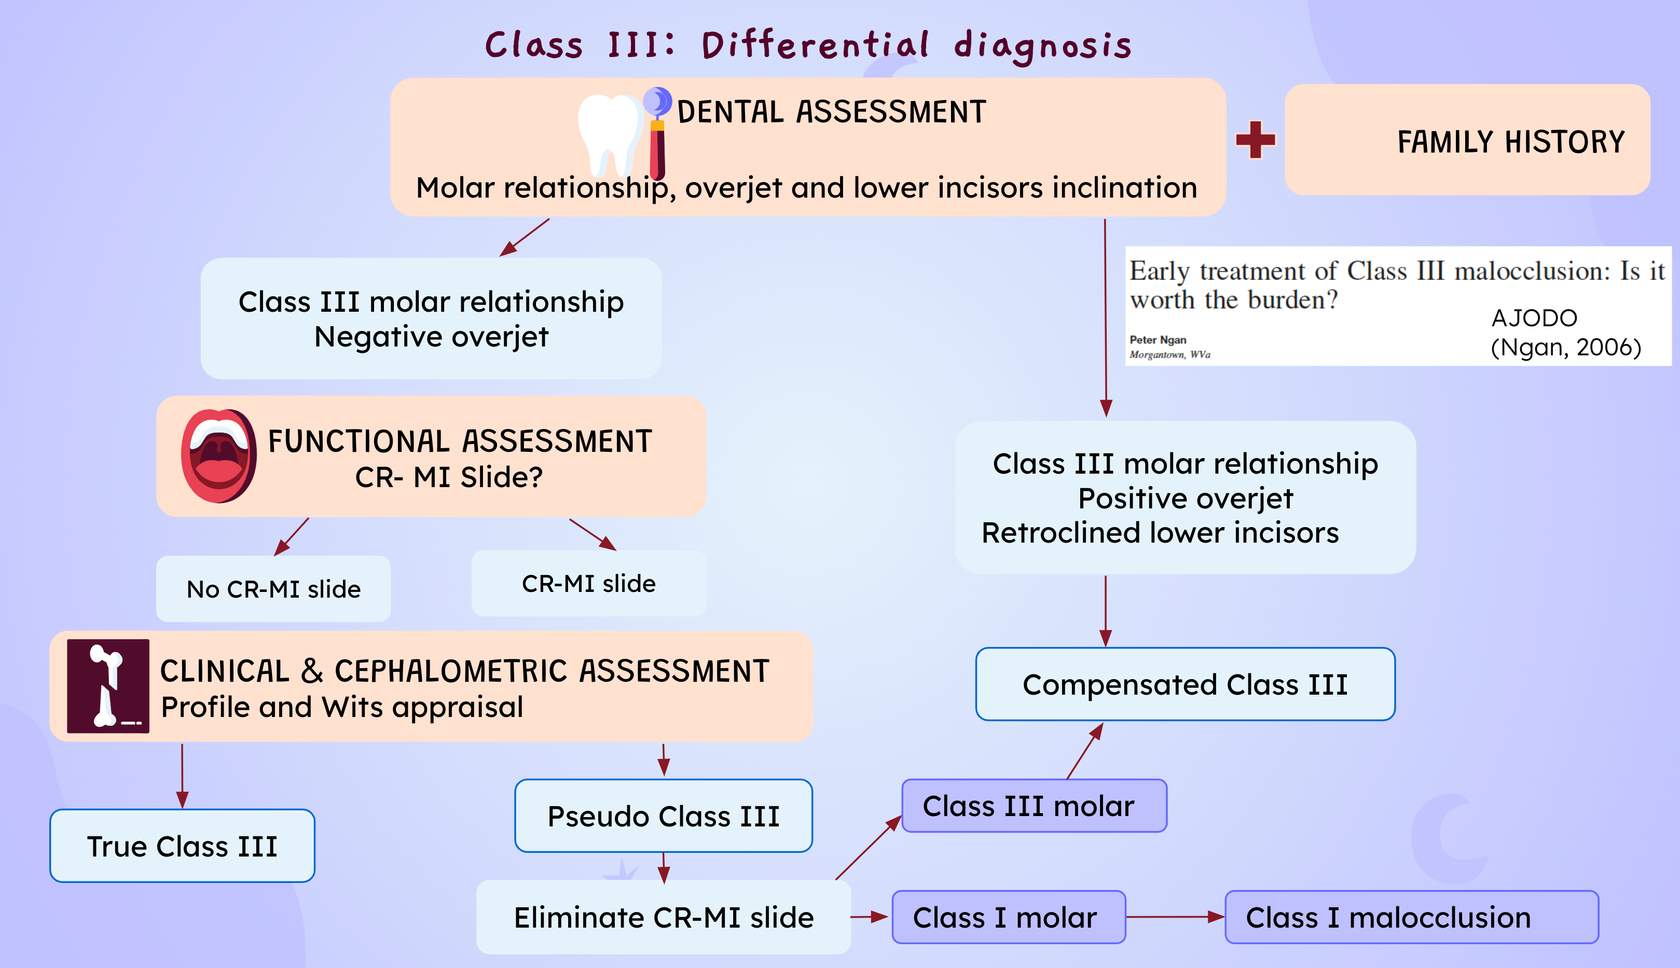 Class III: Differential diagnosis
DENTAL ASSESSMENT
Molar relationship, overjet and lower incisors inclination
FAMILY HISTORY
Early treatment of Class III malocclusion: Is it
worth the burden?
Peter Ngan
Morgantown, WVa
AJODO
(Ngan, 2006)
Class III molar relationship
Negative overjet
FUNCTIONAL ASSESSMENT
CR- MI Slide?
No CR-MI slide
CR-MI slide
Class III molar relationship
Positive overjet
Retroclined lower incisors
CLINICAL & CEPHALOMETRIC ASSESSMENT
Profile and Wits appraisal
Compensated Class III
True Class III
Pseudo Class III
Class III molar
Eliminate CR-MI slide
Class I molar
Class I malocclusion